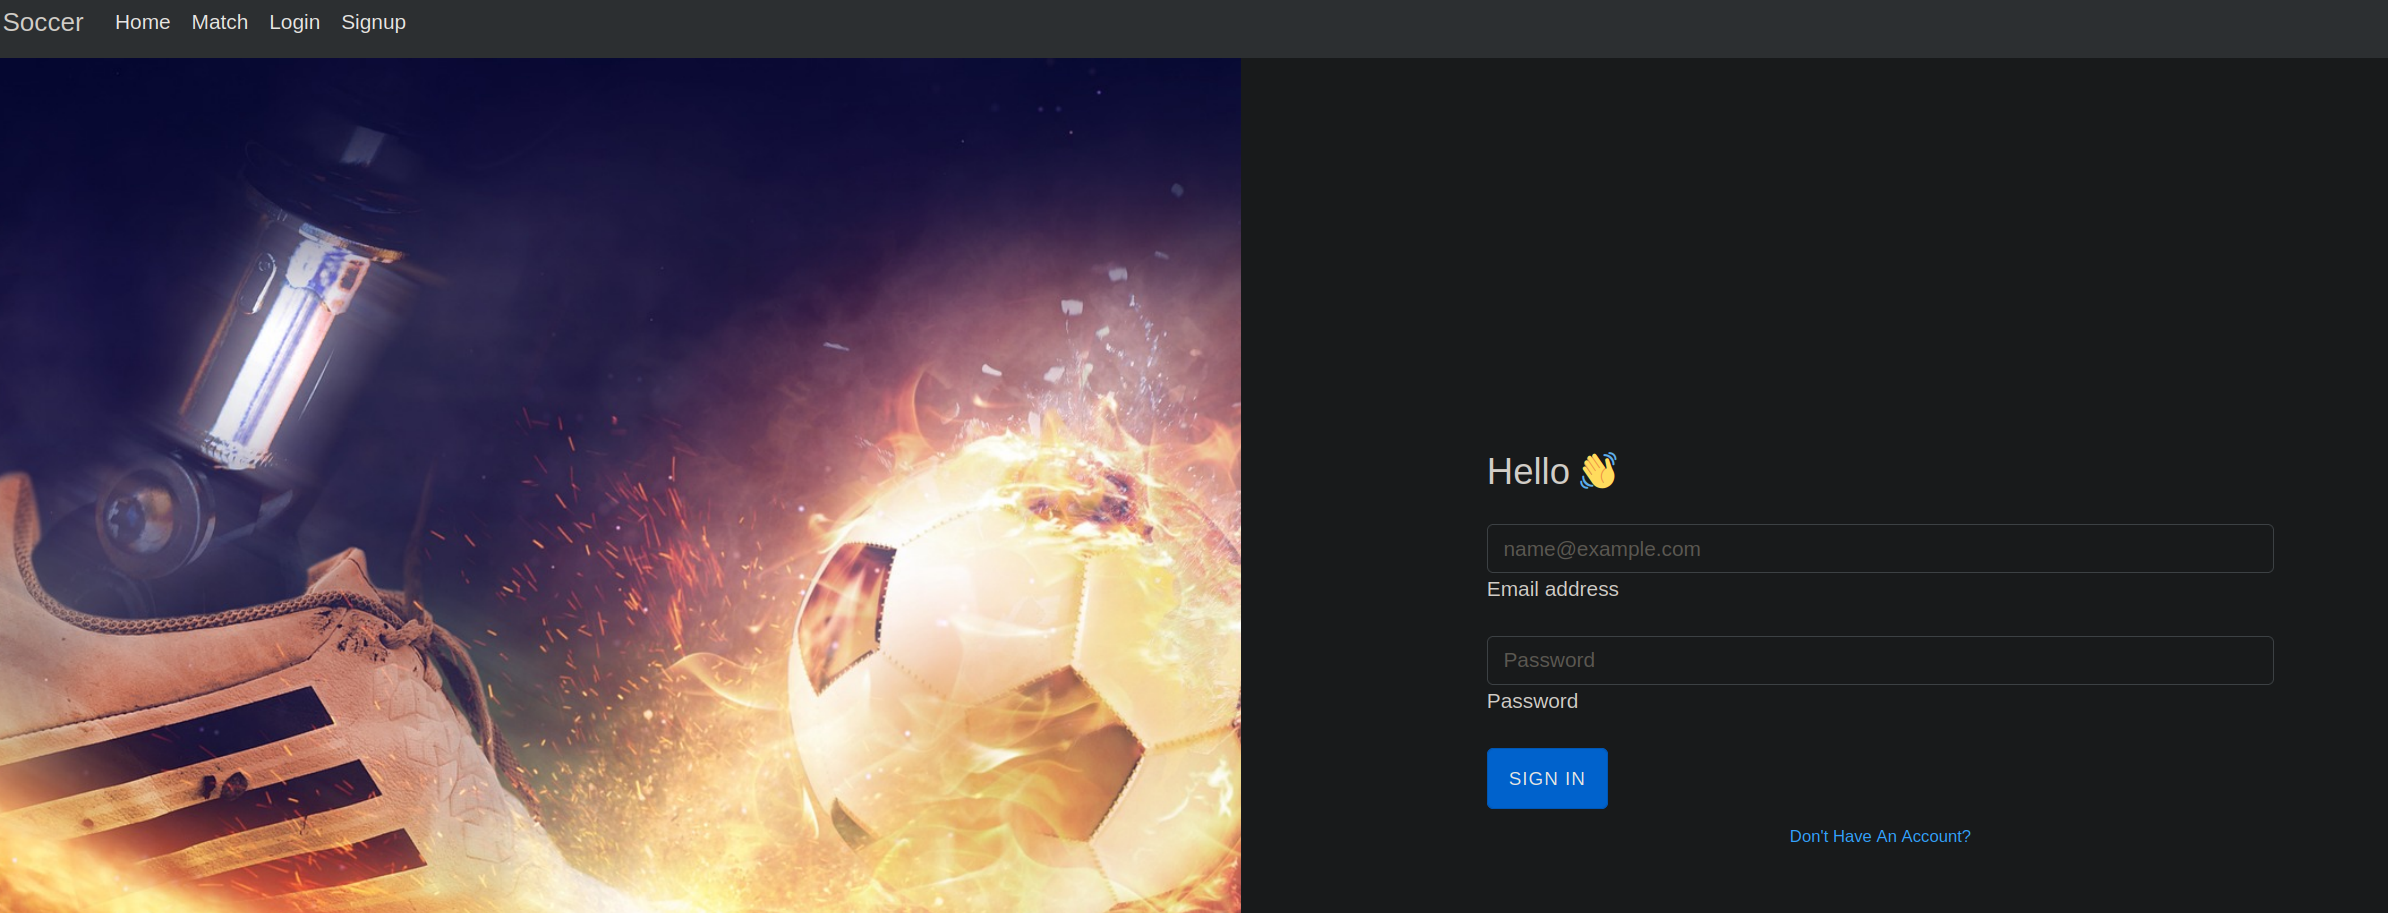 Soccer Home Match Login Signup
Hello 👋
name@example.com
Email address
Password
Password
SIGN IN
Don't Have An Account?